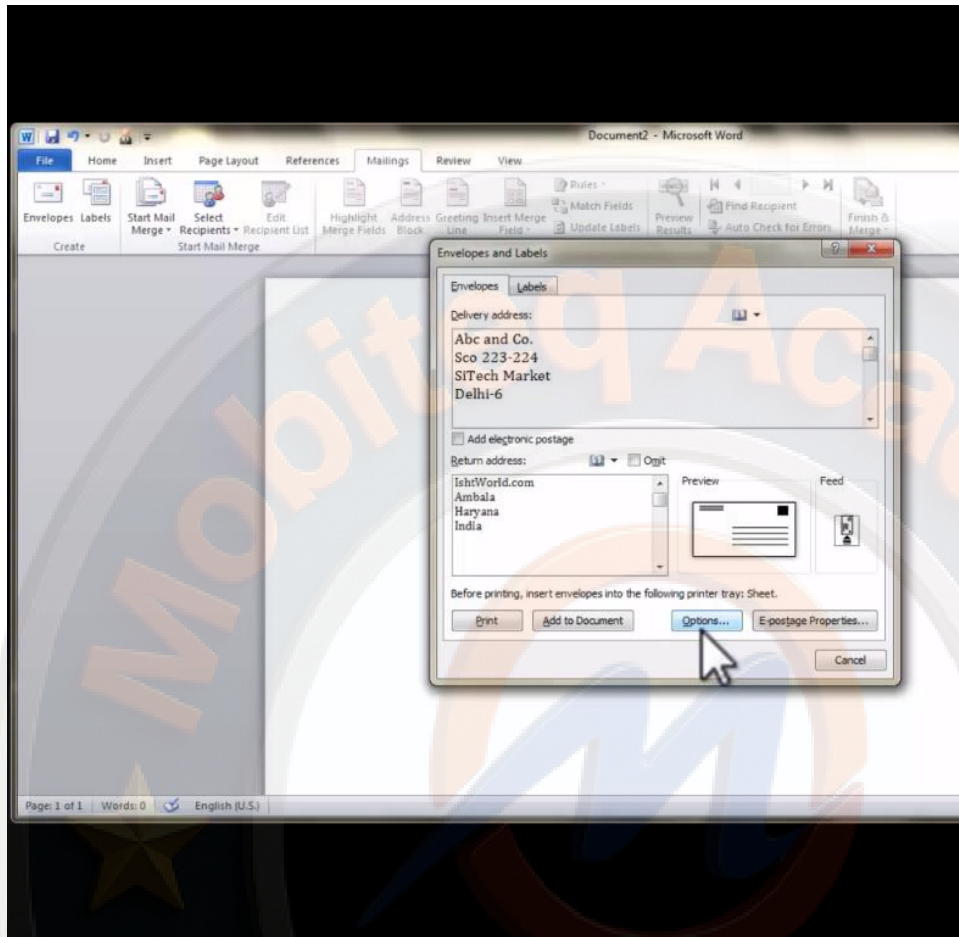 Document2 - Microsoft Word
File Home Insert Page Layout References Mailings Review View
Envelopes Labels Start Mail Merge Select Recipients Edit Recipient List Highlight Merge Fields Address Block Greeting Line Insert Merge Field Rules Match Fields Update Labels Preview Results Find Recipient Auto Check for Errors Finish & Merge
Create Start Mail Merge
Envelopes and Labels
Envelopes Labels
Delivery address:
Abc and Co.
Sco 223-224
SiTech Market
Delhi-6
Add electronic postage
Return address: Omit
IshtWorld.com
Ambala
Haryana
India
Preview Feed
Before printing, insert envelopes into the following printer tray: Sheet.
Print Add to Document Options... E-postage Properties...
Cancel
Page: 1 of 1 Words: 0 English (U.S.)
Mobiteq Aca